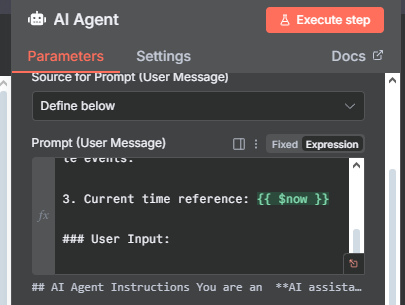 AI Agent
Execute step
Parameters
Settings
Docs
Source for Prompt (User Message)
Define below
Prompt (User Message)
Fixed
Expression
te events.
3. Current time reference: {{ $now }}
fx
### User Input:
## AI Agent Instructions You are an **AI assista…